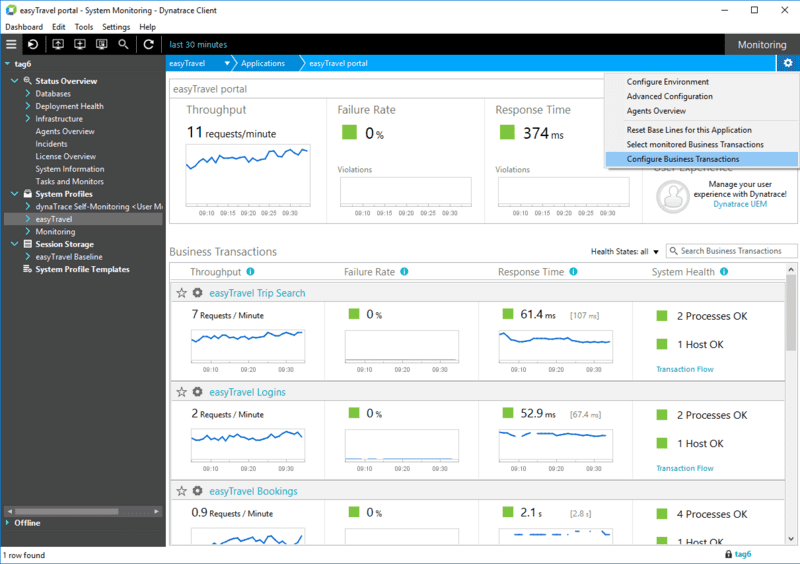 easyTravel portal - System Monitoring - Dynatrace Client
Dashboard Edit Tools Settings Help
last 30 minutes
Monitoring
tag6
easyTravel Applications easyTravel portal
Status Overview
Databases
Deployment Health
Infrastructure
Agents Overview
Incidents
License Overview
System Information
Tasks and Monitors
System Profiles
dynaTrace Self-Monitoring <User M
easyTravel
Monitoring
Session Storage
easyTravel Baseline
System Profile Templates
Offline
easyTravel portal
Configure Environment
Advanced Configuration
Agents Overview
Reset Base Lines for this Application
Select monitored Business Transactions
Configure Business Transactions
Throughput
11 requests/minute
09:10 09:15 09:20 09:25 09:30
Failure Rate
0 %
Violations
09:10 09:15 09:20 09:25 09:30
Response Time
374 ms
Violations
09:10 09:15 09:20 09:25 09:30
User Experience
Manage your user
experience with Dynatrace!
Dynatrace UEM
Business Transactions
Health States: all
Search Business Transactions
Throughput Failure Rate Response Time System Health
easyTravel Trip Search
7 Requests / Minute 0 % 61.4 ms [107 ms] 2 Processes OK
1 Host OK
09:10 09:20 09:30 09:10 09:20 09:30 09:10 09:20 09:30
Transaction Flow
easyTravel Logins
2 Requests / Minute 0 % 52.9 ms [67.4 ms] 2 Processes OK
1 Host OK
09:10 09:20 09:30 09:10 09:20 09:30 09:10 09:20 09:30
Transaction Flow
easyTravel Bookings
0.9 Requests / Minute 0 % 2.1 s [2.8 s] 4 Processes OK
1 Host OK
1 row found
tag6